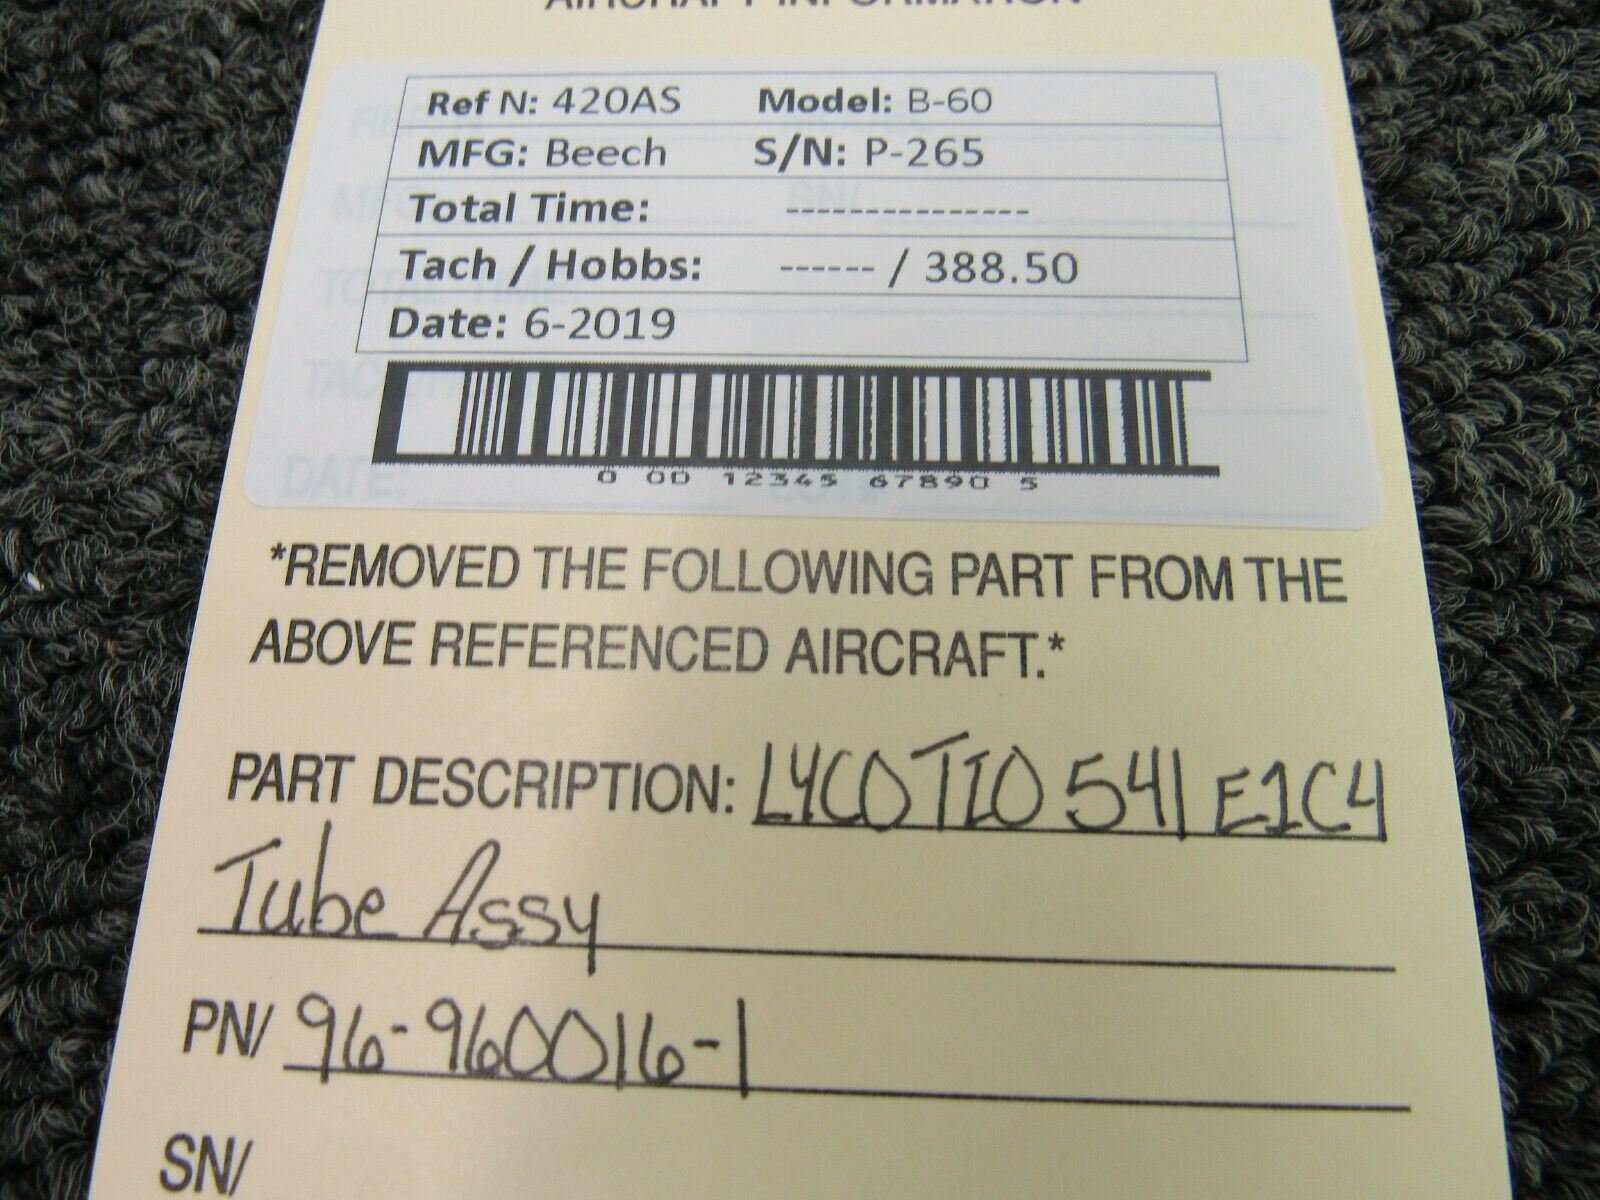 AIRCRAFT INFORMATION
Ref N: 420AS Model: B-60
MFG: Beech S/N: P-265
Total Time: ---------------
Tach / Hobbs: ------ / 388.50
Date: 6-2019
0 00 12345 67890 5
*REMOVED THE FOLLOWING PART FROM THE
ABOVE REFERENCED AIRCRAFT.*
PART DESCRIPTION: LYCO TIO 541 E1C4
Tube Assy
PN/ 96-960016-1
SN/